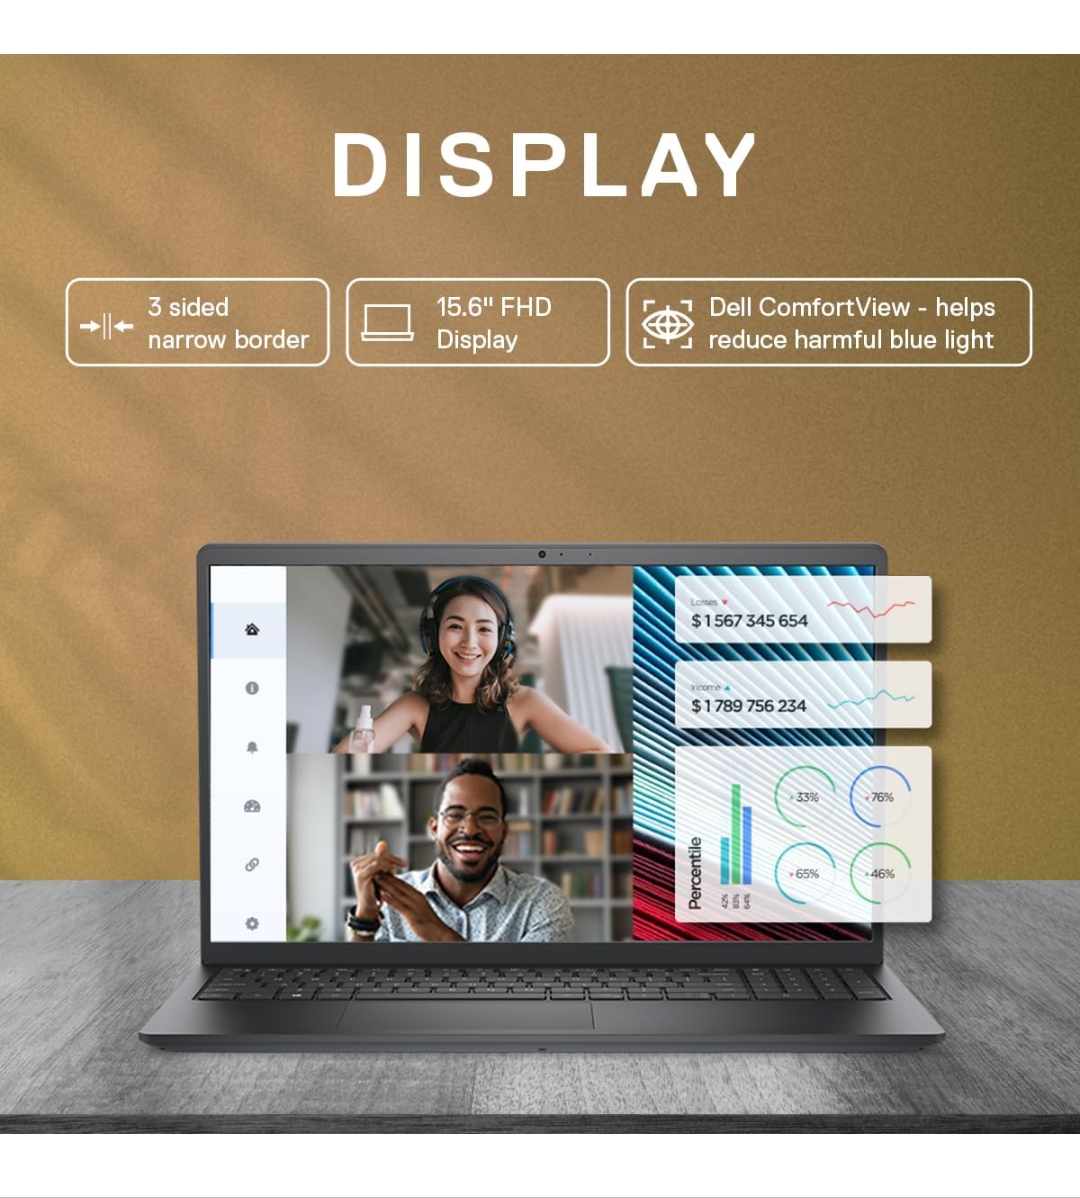 DISPLAY
3 sided
narrow border
15.6" FHD
Display
Dell ComfortView - helps
reduce harmful blue light
Losses
$ 1 567 345 654
Income
$ 1 789 756 234
33%
76%
65%
46%
Percentile
42%
83%
64%